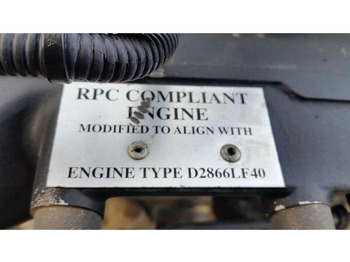 RPC COMPLIANT
ENGINE
MODIFIED TO ALIGN WITH
ENGINE TYPE D2866LF40